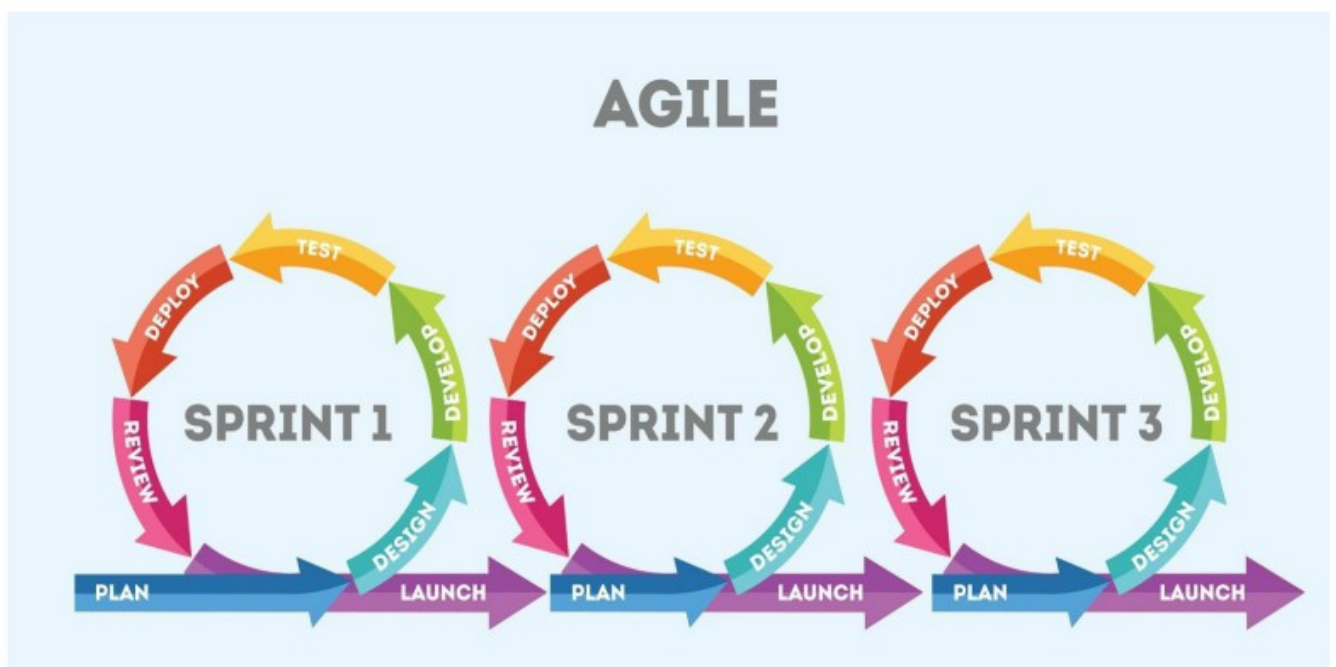 AGILE
SPRINT 1
PLAN
DESIGN
DEVELOP
TEST
DEPLOY
REVIEW
LAUNCH
SPRINT 2
PLAN
DESIGN
DEVELOP
TEST
DEPLOY
REVIEW
LAUNCH
SPRINT 3
PLAN
DESIGN
DEVELOP
TEST
DEPLOY
REVIEW
LAUNCH